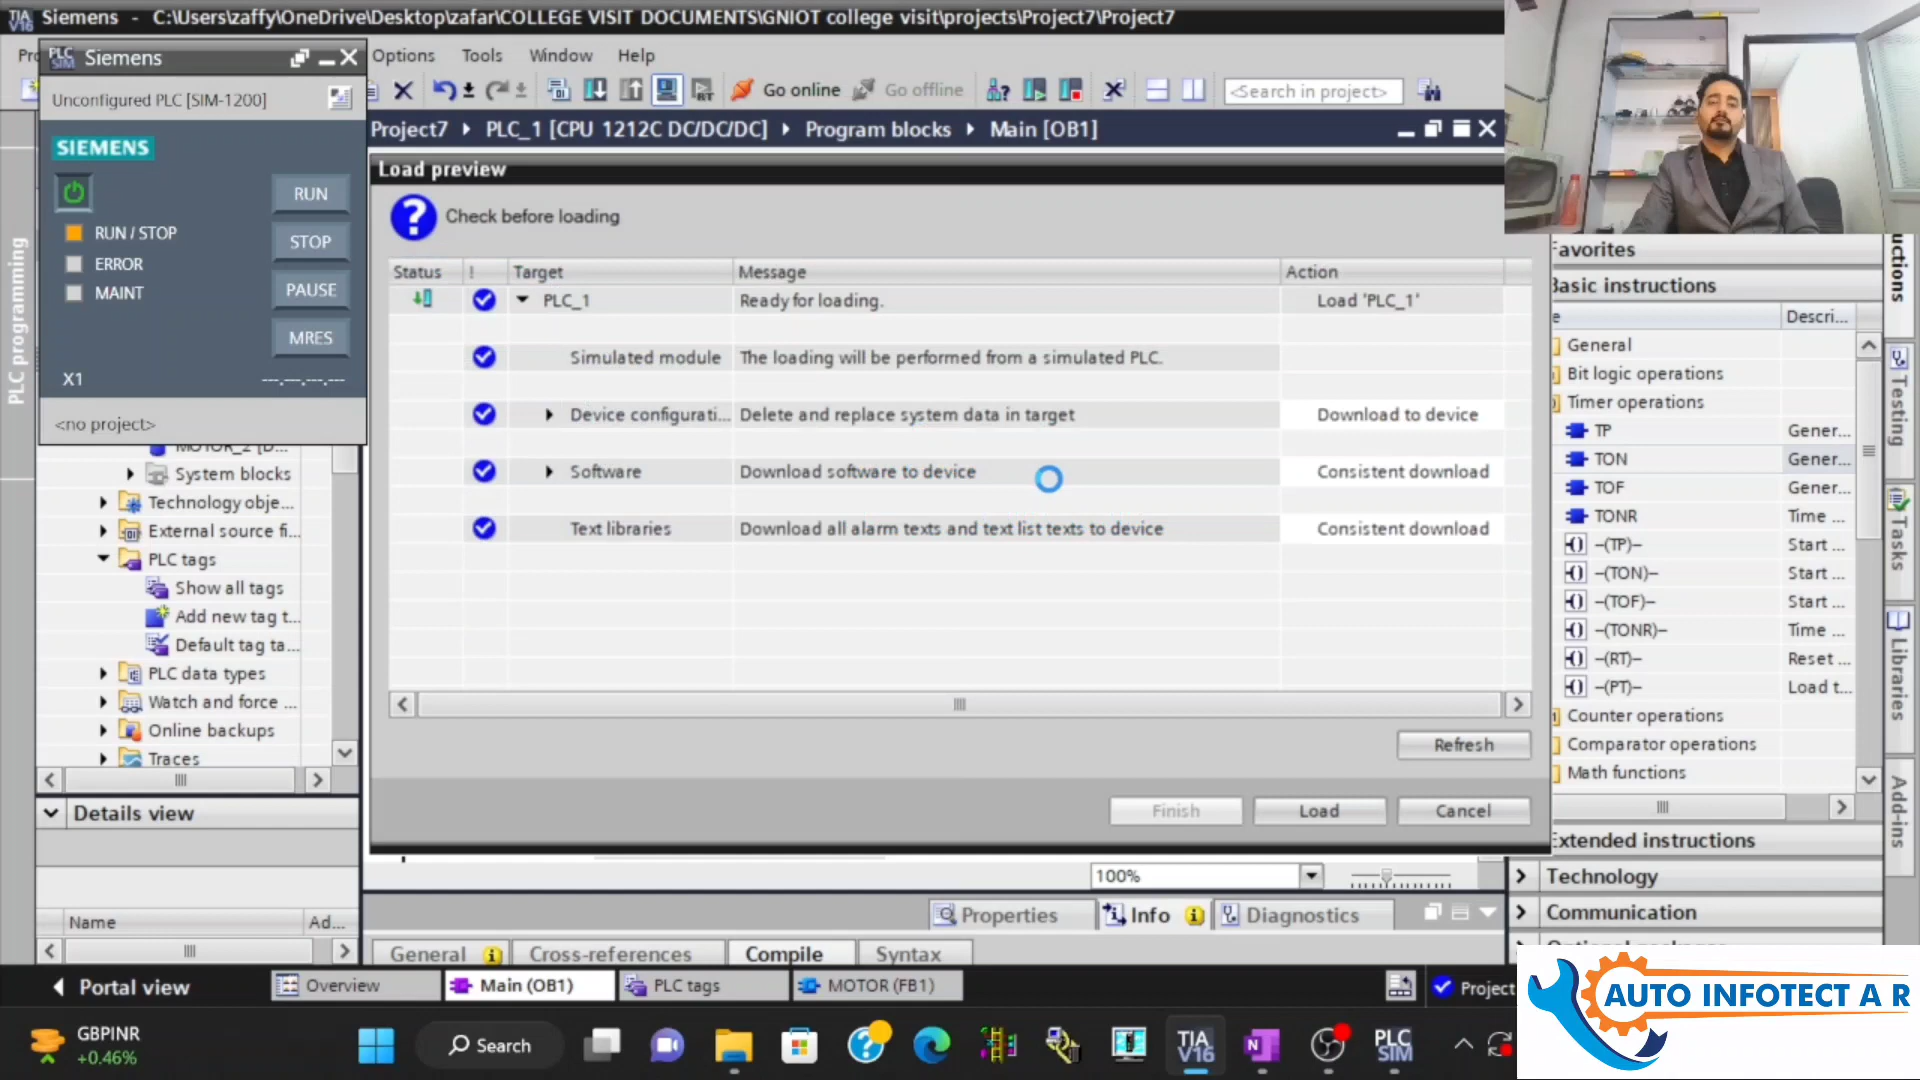 Siemens - C:\Users\zaffy\OneDrive\Desktop\zafar\COLLEGE VISIT DOCUMENTS\GNIOT college visit\projects\Project7\Project7
Options Tools Window Help
Go online Go offline <Search in project>
Project7 PLC_1 [CPU 1212C DC/DC/DC] Program blocks Main [OB1]
PLC SIM Siemens
Unconfigured PLC [SIM-1200]
SIEMENS
RUN
RUN / STOP
STOP
ERROR
MAINT
PAUSE
MRES
X1 ---.---.---.---
<no project>
PLC programming
System blocks
Technology obje...
External source fi...
PLC tags
Show all tags
Add new tag t...
Default tag ta...
PLC data types
Watch and force ...
Online backups
Traces
Details view
Name Ad...
Load preview
Check before loading
Status ! Target Message Action
PLC_1 Ready for loading. Load 'PLC_1'
Simulated module The loading will be performed from a simulated PLC.
Device configurati... Delete and replace system data in target Download to device
Software Download software to device Consistent download
Text libraries Download all alarm texts and text list texts to device Consistent download
Refresh
Finish Load Cancel
100%
Properties Info Diagnostics
General Cross-references Compile Syntax
Favorites
Basic instructions
Descri...
General
Bit logic operations
Timer operations
TP Gener...
TON Gener...
TOF Gener...
TONR Time ...
–(TP)– Start ...
–(TON)– Start ...
–(TOF)– Start ...
–(TONR)– Time ...
–(RT)– Reset ...
–(PT)– Load t...
Counter operations
Comparator operations
Math functions
Extended instructions
Technology
Communication
Testing
Tasks
Libraries
Add-ins
Portal view Overview Main (OB1) PLC tags MOTOR (FB1) Project
GBPINR
+0.46%
Search
TIA V16
PLC SIM
AUTO INFOTECT A R